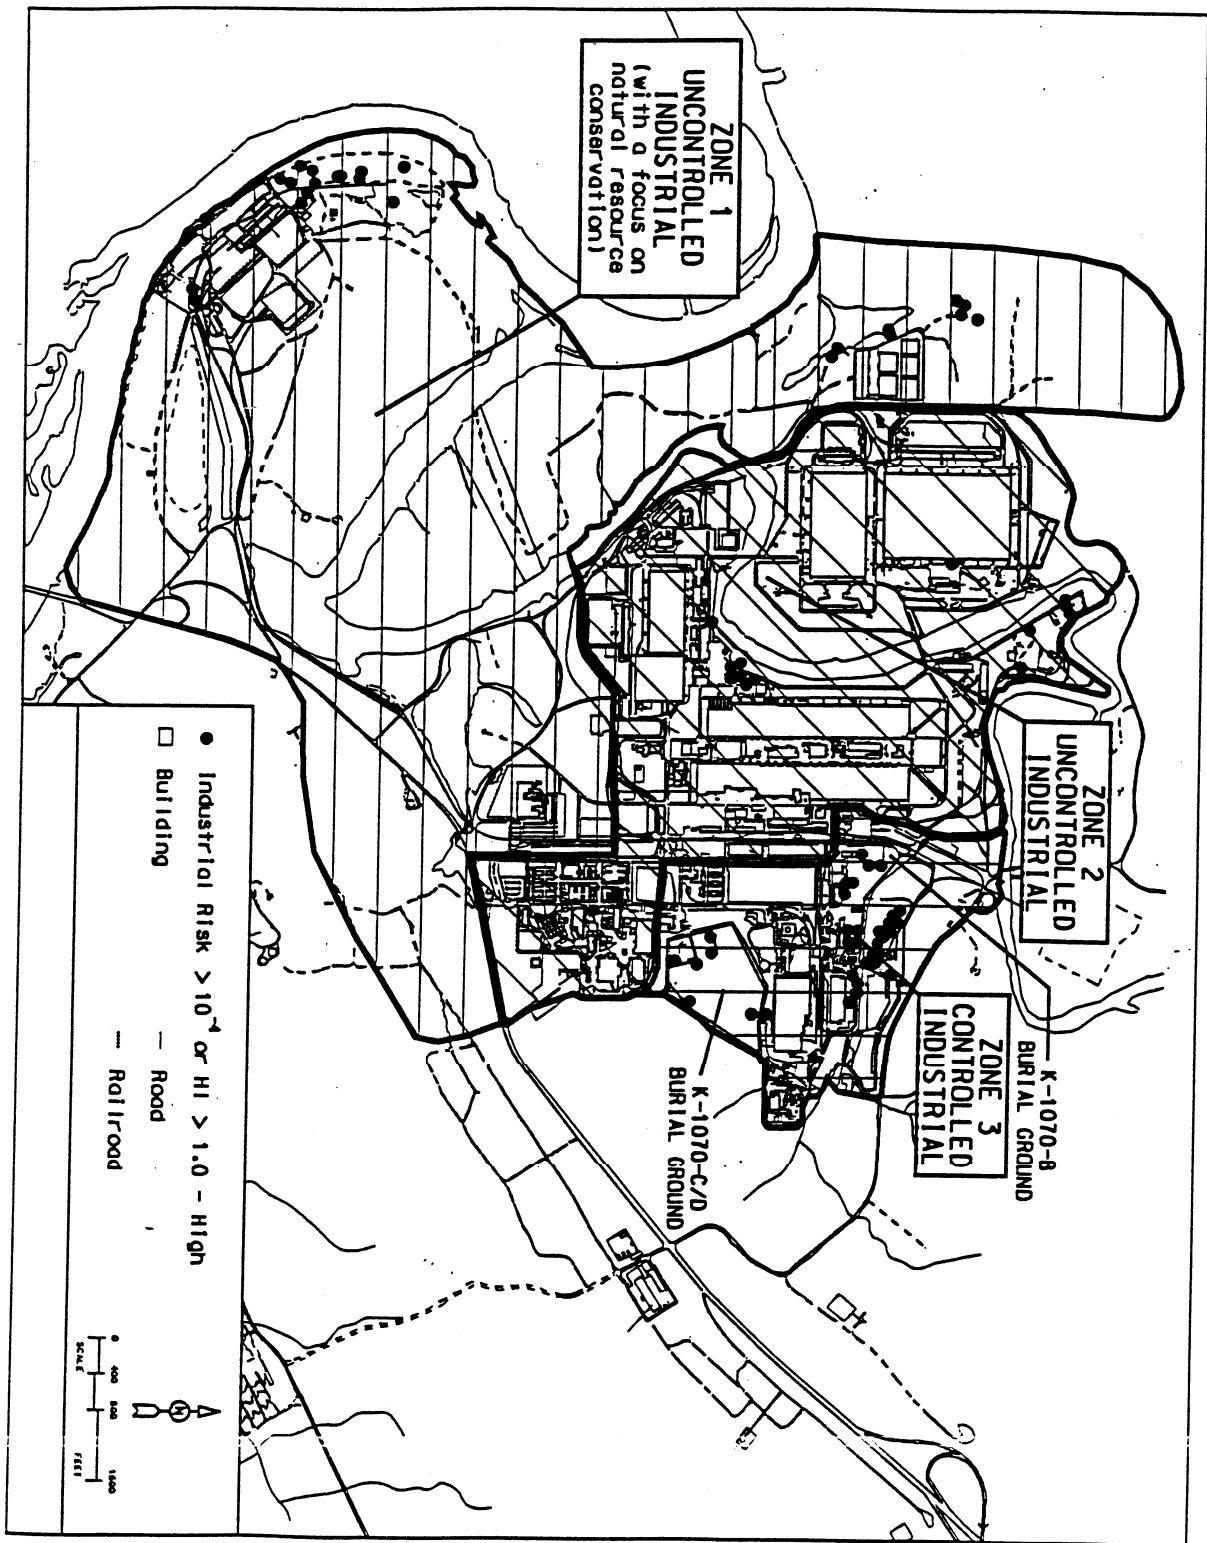 ZONE 1
UNCONTROLLED
INDUSTRIAL
(with a focus on
natural resource
conservation)
ZONE 2
UNCONTROLLED
INDUSTRIAL
K-1070-B
BURIAL GROUND
ZONE 3
CONTROLLED
INDUSTRIAL
K-1070-C/D
BURIAL GROUND
Industrial Risk > 10⁻⁴ or HI > 1.0 - High
Building
Road
Railroad
N
0 400 800 1600
SCALE FEET